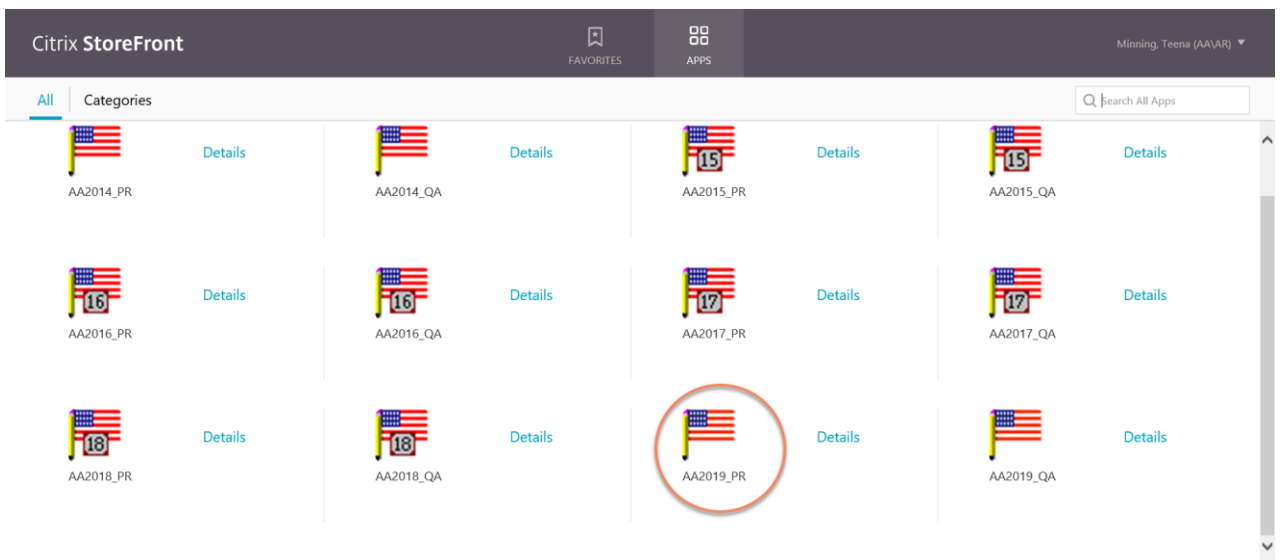 Citrix StoreFront
FAVORITES
APPS
Minning, Teena (AA\AR)
All
Categories
Search All Apps
Details
Details
15
Details
15
Details
AA2014_PR
AA2014_QA
AA2015_PR
AA2015_QA
16
Details
16
Details
17
Details
17
Details
AA2016_PR
AA2016_QA
AA2017_PR
AA2017_QA
18
Details
18
Details
Details
Details
AA2018_PR
AA2018_QA
AA2019_PR
AA2019_QA